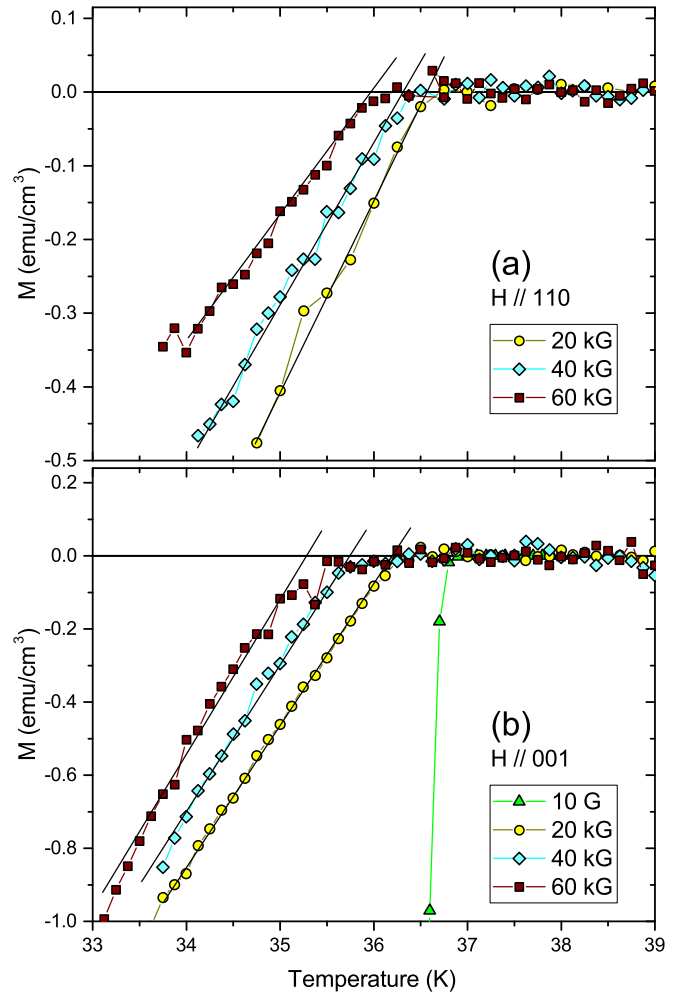 0.1
0.0
-0.1
-0.2
-0.3
-0.4
-0.5
M (emu/cm³)
(a)
H // 110
20 kG
40 kG
60 kG
0.2
0.0
-0.2
-0.4
-0.6
-0.8
-1.0
M (emu/cm³)
(b)
H // 001
10 G
20 kG
40 kG
60 kG
33 34 35 36 37 38 39
Temperature (K)